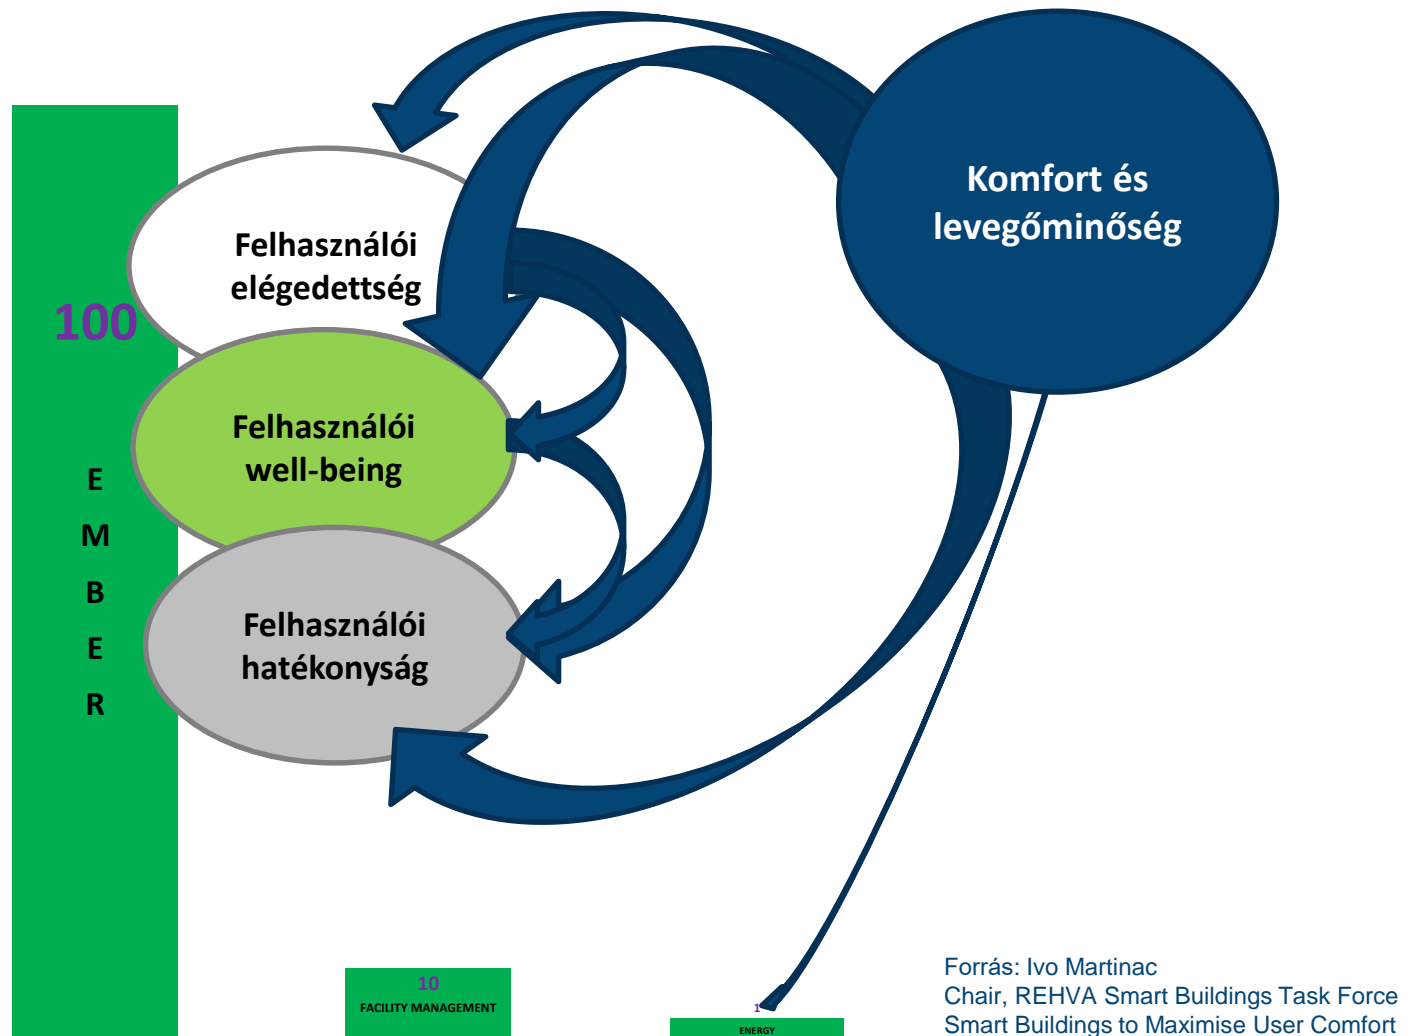 Komfort és
levegőminőség
Felhasználói
elégedettség
100
Felhasználói
well-being
E
M
B
E
R
Felhasználói
hatékonyság
10
FACILITY MANAGEMENT
1
ENERGY
Forrás: Ivo Martinac
Chair, REHVA Smart Buildings Task Force
Smart Buildings to Maximise User Comfort